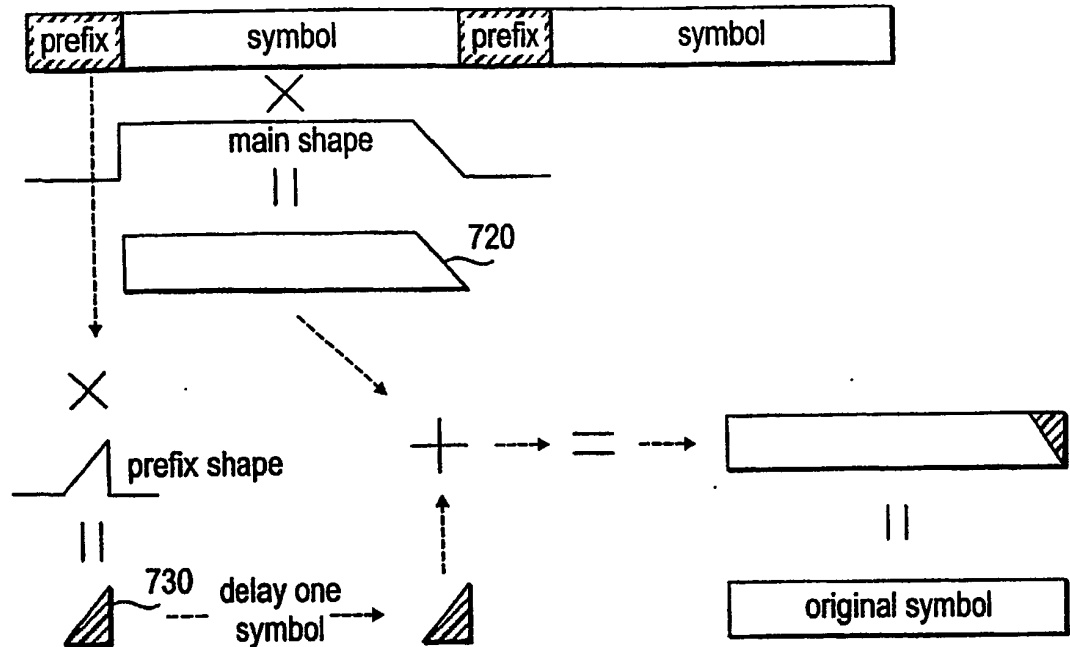 prefix symbol prefix symbol
main shape
720
prefix shape
730
delay one
symbol
original symbol